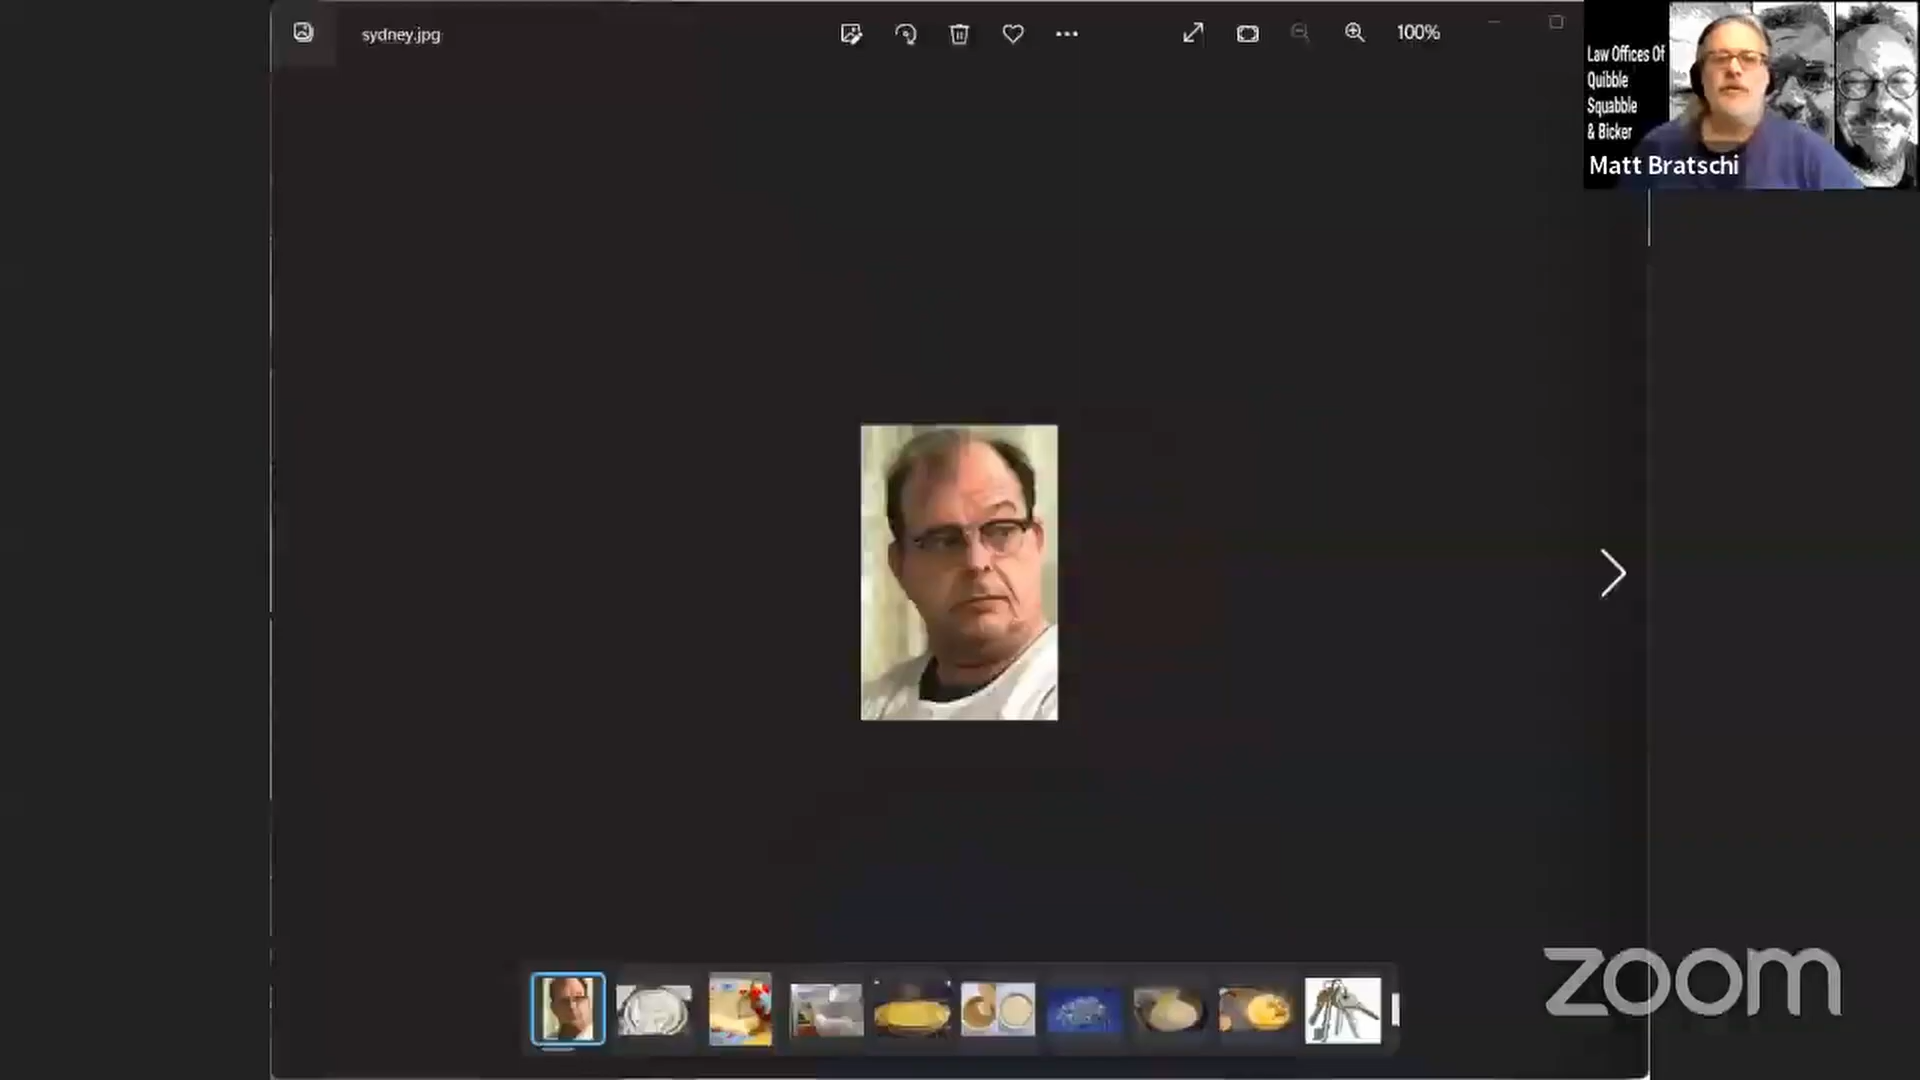 sydney.jpg
100%
Law Offices Of
Quibble
Squabble
& Bicker
Matt Bratschi
zoom